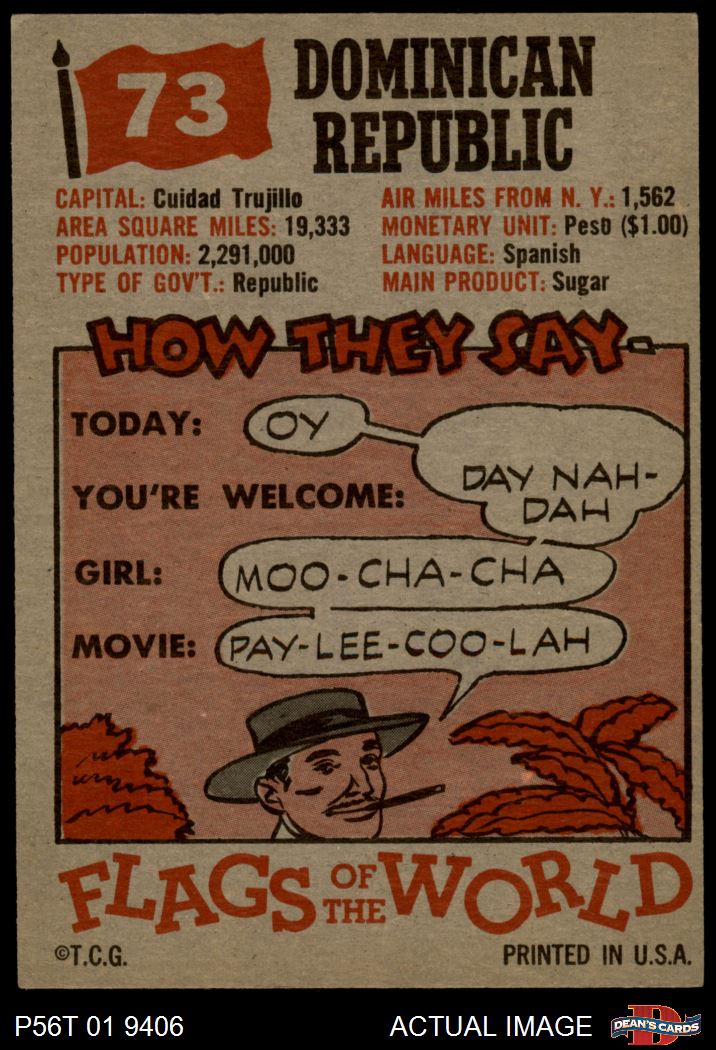 73
DOMINICAN
REPUBLIC
CAPITAL: Cuidad Trujillo
AREA SQUARE MILES: 19,333
POPULATION: 2,291,000
TYPE OF GOV'T.: Republic
AIR MILES FROM N. Y.: 1,562
MONETARY UNIT: Peso ($1.00)
LANGUAGE: Spanish
MAIN PRODUCT: Sugar
HOW THEY SAY-
TODAY: OY
YOU'RE WELCOME: DAY NAH-
DAH
GIRL: MOO-CHA-CHA
MOVIE: PAY-LEE-COO-LAH
FLAGS OF THE WORLD
©T.C.G.
PRINTED IN U.S.A.
P56T 01 9406
ACTUAL IMAGE
D
DEAN'S CARDS